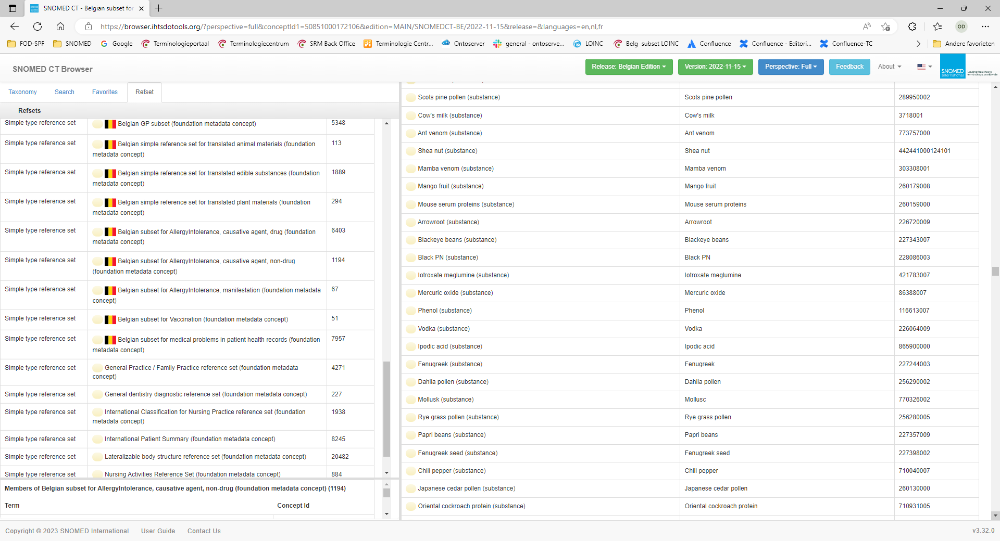 SNOMED CT - Belgian subset for
https://browser.ihtsdotools.org/?perspective=full&conceptId1=50851000172106&edition=MAIN/SNOMEDCT-BE/2022-11-15&release=&languages=en,nl,fr
OD
FOD-SPF SNOMED Google Terminologieportaal Terminologiecentrum SRM Back Office Terminologie Centr... Ontoserver general - ontoserve... LOINC Belg subset LOINC Confluence Confluence - Editori... Confluence-TC Andere favorieten
SNOMED CT Browser
Release: Belgian Edition Version: 2022-11-15 Perspective: Full Feedback About
SNOMED International
Leading healthcare terminology, worldwide
Taxonomy Search Favorites Refset
Refsets
Simple type reference set Belgian GP subset (foundation metadata concept) 5348
Simple type reference set Belgian simple reference set for translated animal materials (foundation 113
metadata concept)
Simple type reference set Belgian simple reference set for translated edible substances (foundation 1889
metadata concept)
Simple type reference set Belgian simple reference set for translated plant materials (foundation 294
metadata concept)
Simple type reference set Belgian subset for AllergyIntolerance, causative agent, drug (foundation 6403
metadata concept)
Simple type reference set Belgian subset for AllergyIntolerance, causative agent, non-drug 1194
(foundation metadata concept)
Simple type reference set Belgian subset for AllergyIntolerance, manifestation (foundation metadata 67
concept)
Simple type reference set Belgian subset for Vaccination (foundation metadata concept) 51
Simple type reference set Belgian subset for medical problems in patient health records (foundation 7957
metadata concept)
Simple type reference set General Practice / Family Practice reference set (foundation metadata 4271
concept)
Simple type reference set General dentistry diagnostic reference set (foundation metadata concept) 227
Simple type reference set International Classification for Nursing Practice reference set (foundation 1938
metadata concept)
Simple type reference set International Patient Summary (foundation metadata concept) 8245
Simple type reference set Lateralizable body structure reference set (foundation metadata concept) 20482
Simple type reference set Nursing Activities Reference Set (foundation metadata concept) 884
Members of Belgian subset for AllergyIntolerance, causative agent, non-drug (foundation metadata concept) (1194)
Term Concept Id
Scots pine pollen (substance) Scots pine pollen 289950002
Cow's milk (substance) Cow's milk 3718001
Ant venom (substance) Ant venom 773757000
Shea nut (substance) Shea nut 442441000124101
Mamba venom (substance) Mamba venom 303308001
Mango fruit (substance) Mango fruit 260179008
Mouse serum proteins (substance) Mouse serum proteins 260159000
Arrowroot (substance) Arrowroot 226720009
Blackeye beans (substance) Blackeye beans 227343007
Black PN (substance) Black PN 228086003
Iotroxate meglumine (substance) Iotroxate meglumine 421783007
Mercuric oxide (substance) Mercuric oxide 86388007
Phenol (substance) Phenol 116613007
Vodka (substance) Vodka 226064009
Ipodic acid (substance) Ipodic acid 865900000
Fenugreek (substance) Fenugreek 227244003
Dahlia pollen (substance) Dahlia pollen 256290002
Mollusk (substance) Mollusc 770326002
Rye grass pollen (substance) Rye grass pollen 256280005
Papri beans (substance) Papri beans 227357009
Fenugreek seed (substance) Fenugreek seed 227398002
Chili pepper (substance) Chili pepper 710040007
Japanese cedar pollen (substance) Japanese cedar pollen 260130000
Oriental cockroach protein (substance) Oriental cockroach protein 710931005
Copyright © 2023 SNOMED International User Guide Contact Us v3.32.0